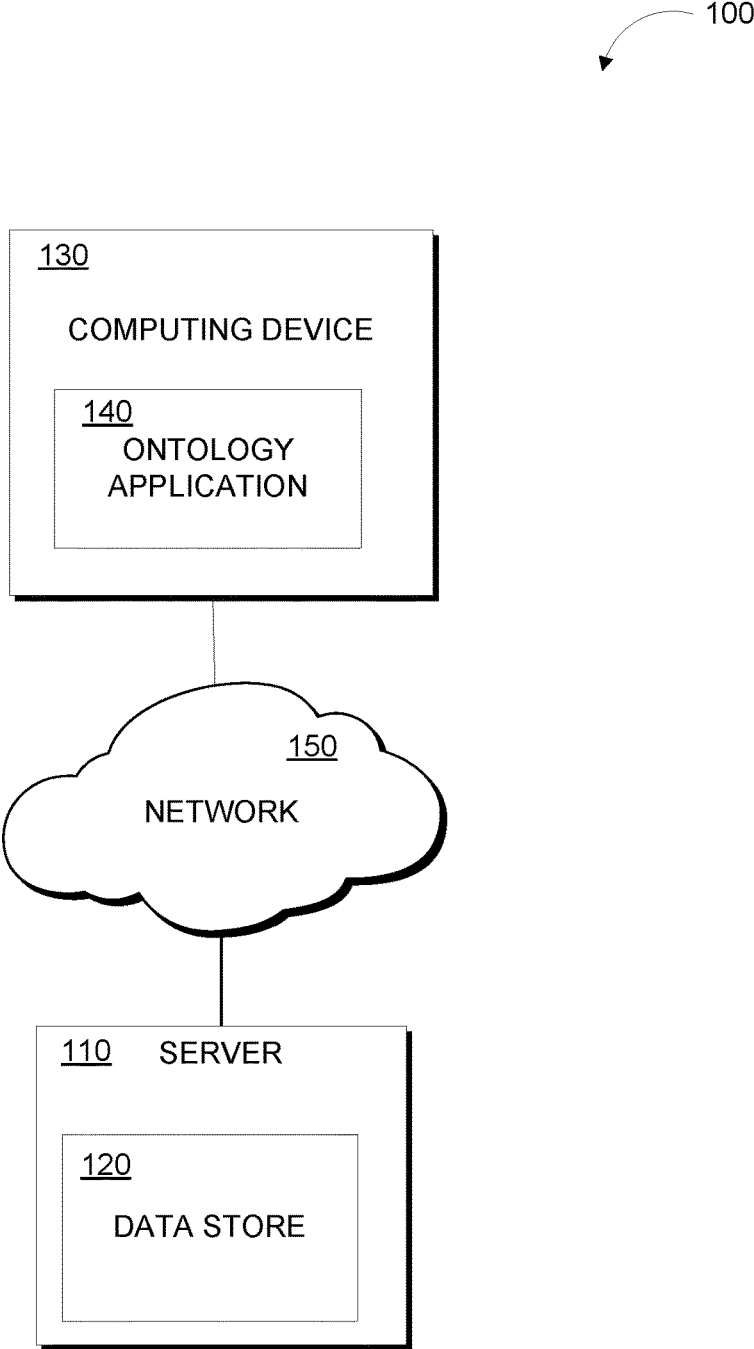 100
130
COMPUTING DEVICE
140
ONTOLOGY
APPLICATION
150
NETWORK
110 SERVER
120
DATA STORE